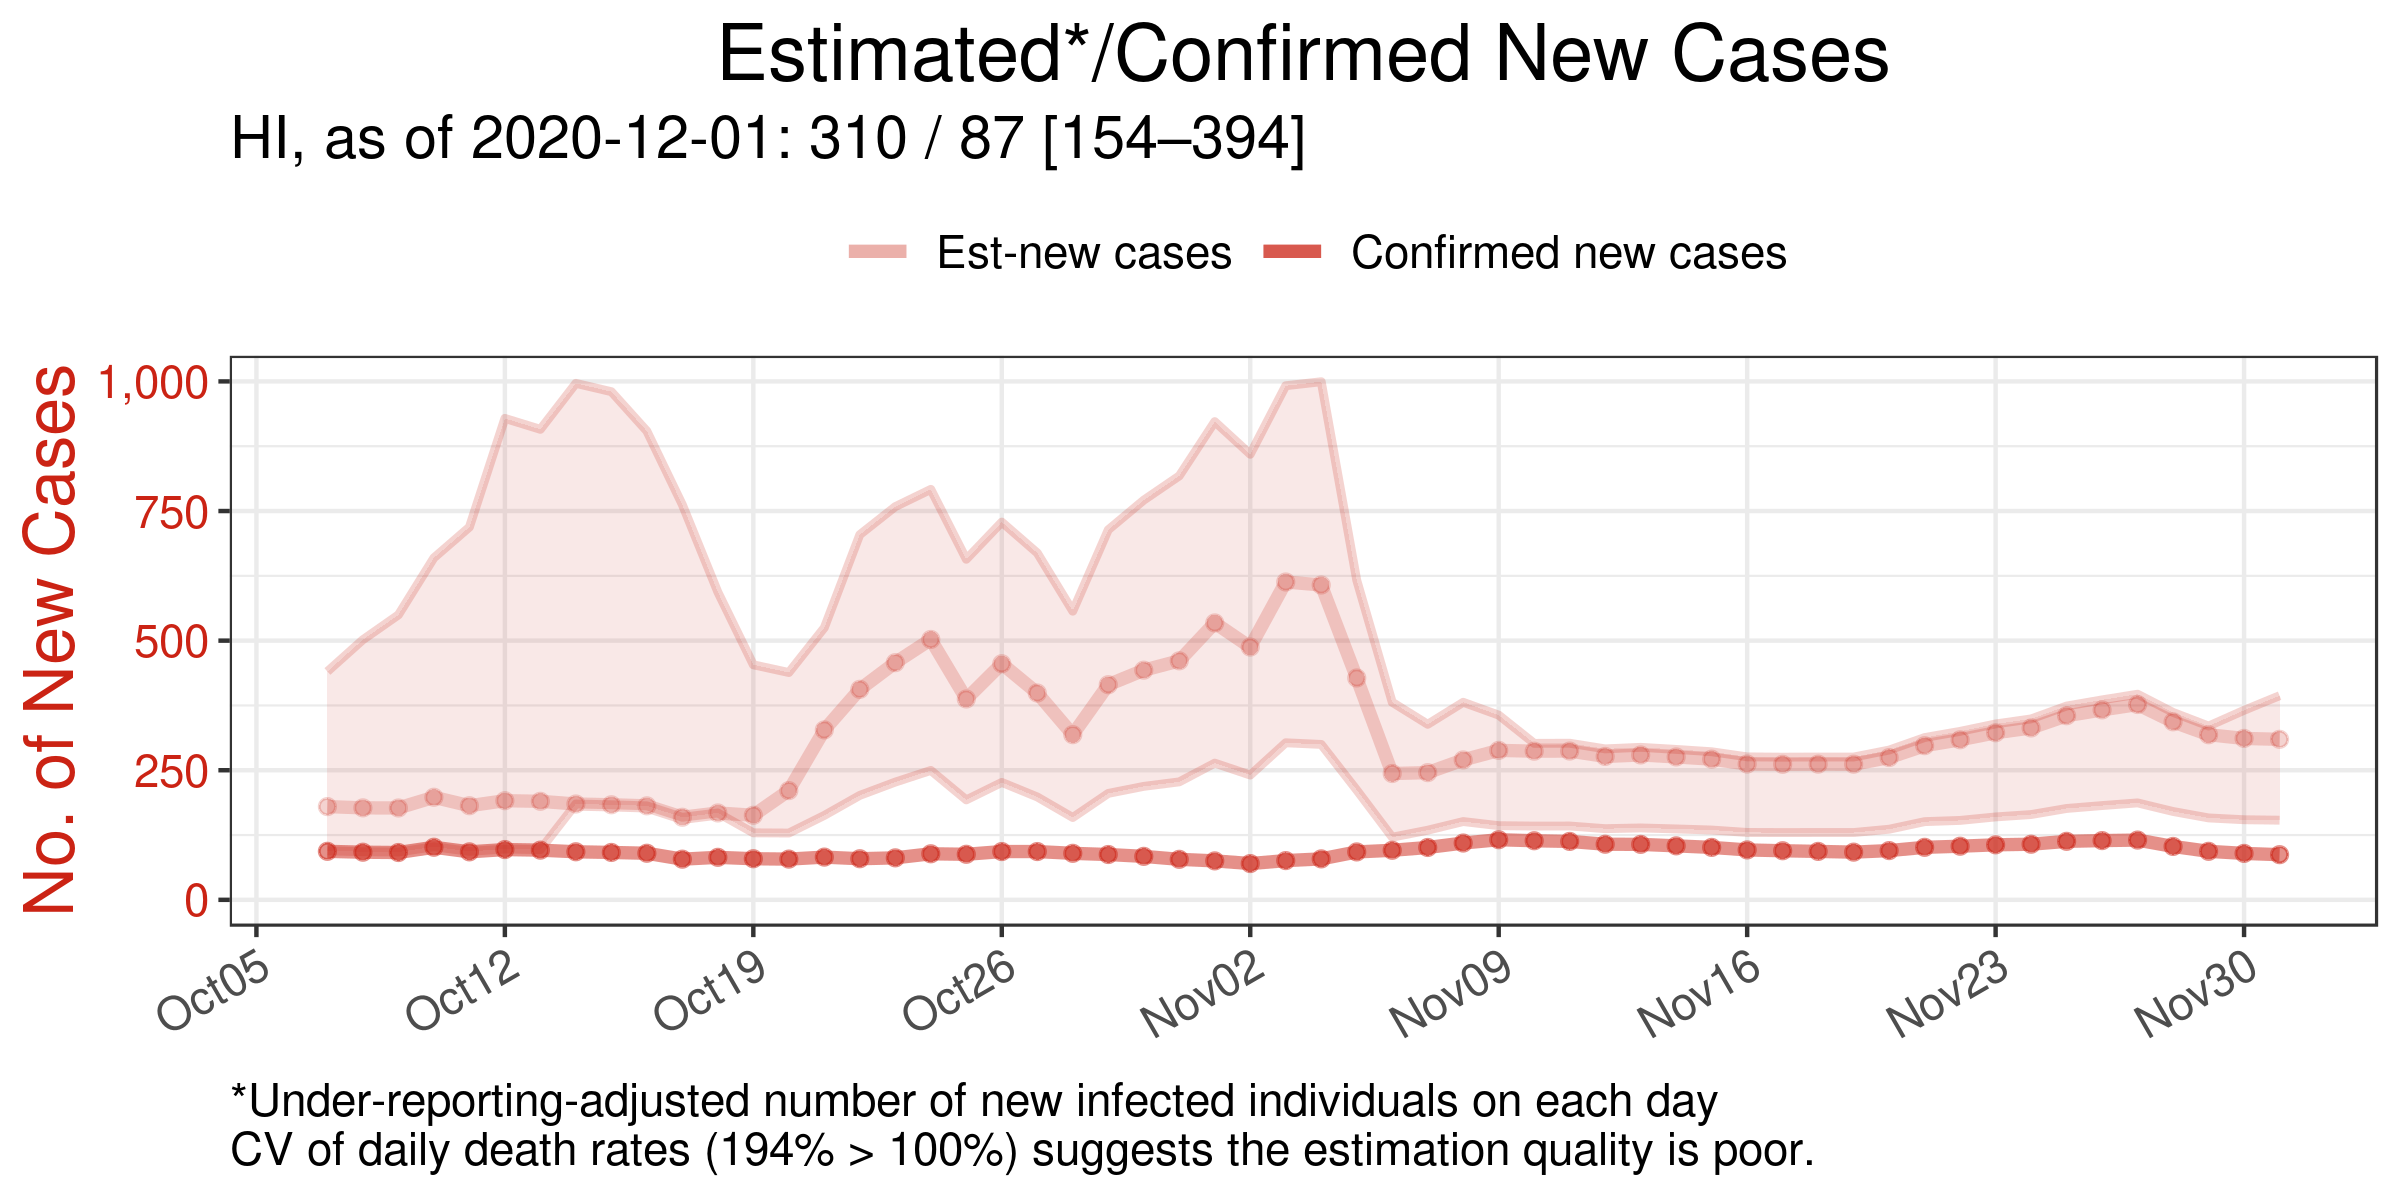 Estimated*/Confirmed New Cases
HI, as of 2020-12-01: 310 / 87 [154–394]
Est-new cases Confirmed new cases
No. of New Cases
1,000
750
500
250
0
Oct05 Oct12 Oct19 Oct26 Nov02 Nov09 Nov16 Nov23 Nov30
*Under-reporting-adjusted number of new infected individuals on each day
CV of daily death rates (194% > 100%) suggests the estimation quality is poor.